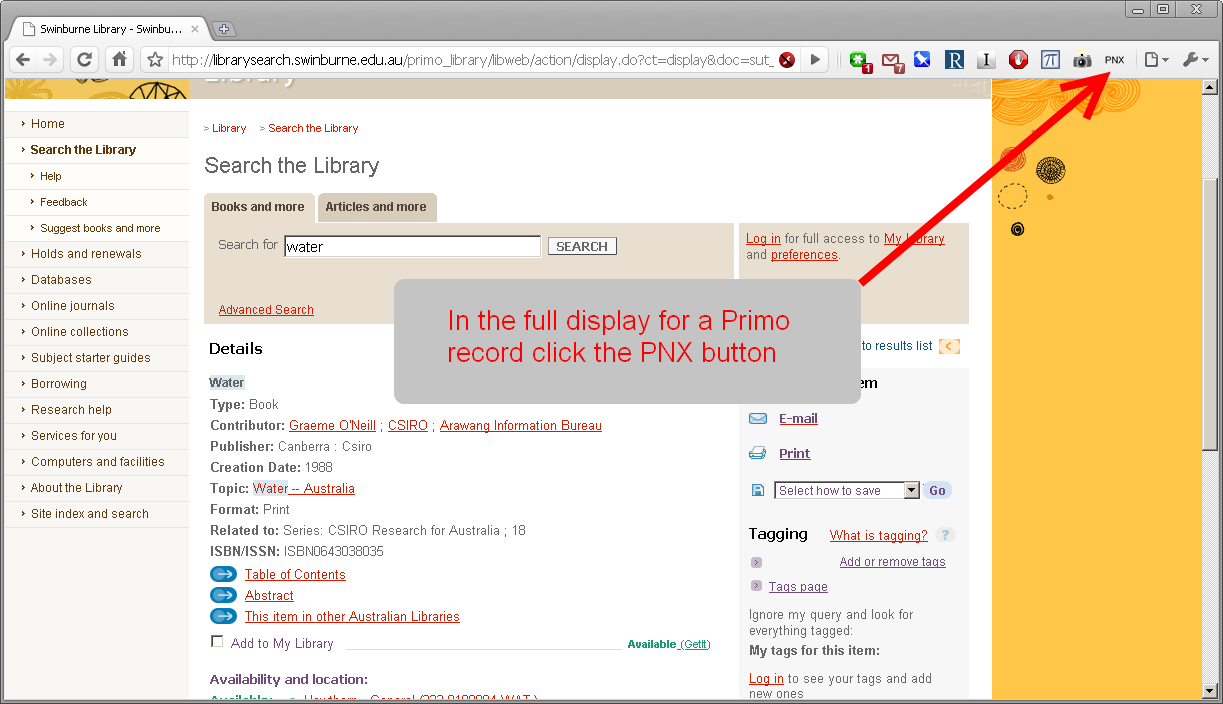 Swinburne Library - Swinbu...
http://librarysearch.swinburne.edu.au/primo_library/libweb/action/display.do?ct=display&doc=sut_
1
7
R
I
π
PNX
Library
Home
Search the Library
Help
Feedback
Suggest books and more
Holds and renewals
Databases
Online journals
Online collections
Subject starter guides
Borrowing
Research help
Services for you
Computers and facilities
About the Library
Site index and search
> Library > Search the Library
Search the Library
Books and more
Articles and more
Search for water SEARCH
Advanced Search
Log in for full access to My Library
and preferences.
In the full display for a Primo
record click the PNX button
Details
Water
Type: Book
Contributor: Graeme O'Neill ; CSIRO ; Arawang Information Bureau
Publisher: Canberra : Csiro
Creation Date: 1988
Topic: Water -- Australia
Format: Print
Related to: Series: CSIRO Research for Australia ; 18
ISBN/ISSN: ISBN0643038035
Table of Contents
Abstract
This item in other Australian Libraries
Add to My Library
Available (GetIt)
Availability and location:
to results list
em
E-mail
Print
Select how to save Go
Tagging What is tagging? ?
Add or remove tags
Tags page
Ignore my query and look for
everything tagged:
My tags for this item:
Log in to see your tags and add
new ones